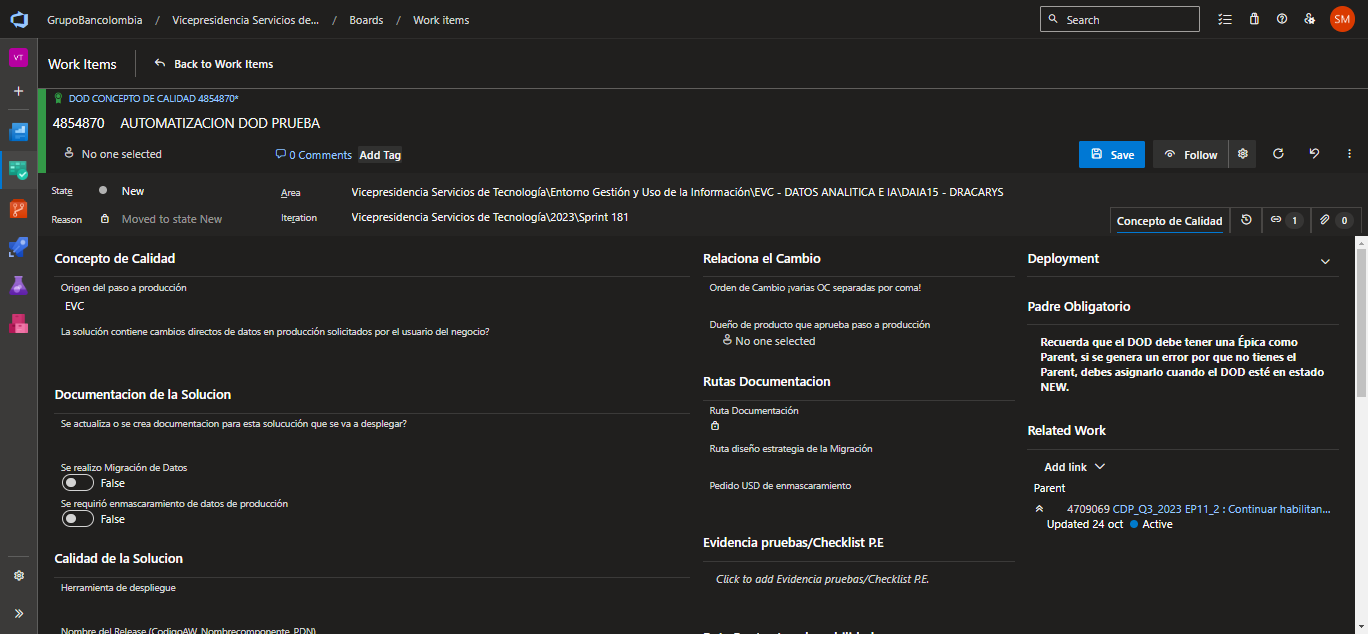 GrupoBancolombia / Vicepresidencia Servicios de... / Boards / Work items
Search
SM
VT
Work Items
Back to Work Items
DOD CONCEPTO DE CALIDAD 4854870*
4854870 AUTOMATIZACION DOD PRUEBA
No one selected
0 Comments
Add Tag
Save
Follow
State
New
Area
Vicepresidencia Servicios de Tecnología\Entorno Gestión y Uso de la Información\EVC - DATOS ANALITICA E IA\DAIA15 - DRACARYS
Reason
Moved to state New
Iteration
Vicepresidencia Servicios de Tecnología\2023\Sprint 181
Concepto de Calidad
1
0
Concepto de Calidad
Origen del paso a producción
EVC
La solución contiene cambios directos de datos en producción solicitados por el usuario del negocio?
Documentacion de la Solucion
Se actualiza o se crea documentacion para esta solucución que se va a desplegar?
Se realizo Migración de Datos
False
Se requirió enmascaramiento de datos de producción
False
Calidad de la Solucion
Herramienta de despliegue
Nombre del Release (CodigoAW_Nombrecomponente_PDN)
Relaciona el Cambio
Orden de Cambio ¡varias OC separadas por coma!
Dueño de producto que aprueba paso a producción
No one selected
Rutas Documentacion
Ruta Documentación
Ruta diseño estrategia de la Migración
Pedido USD de enmascaramiento
Evidencia pruebas/Checklist P.E
Click to add Evidencia pruebas/Checklist P.E.
Deployment
Padre Obligatorio
Recuerda que el DOD debe tener una Épica como
Parent, si se genera un error por que no tienes el
Parent, debes asignarlo cuando el DOD esté en estado
NEW.
Related Work
Add link
Parent
4709069 CDP_Q3_2023 EP11_2 : Continuar habilitan...
Updated 24 oct
Active